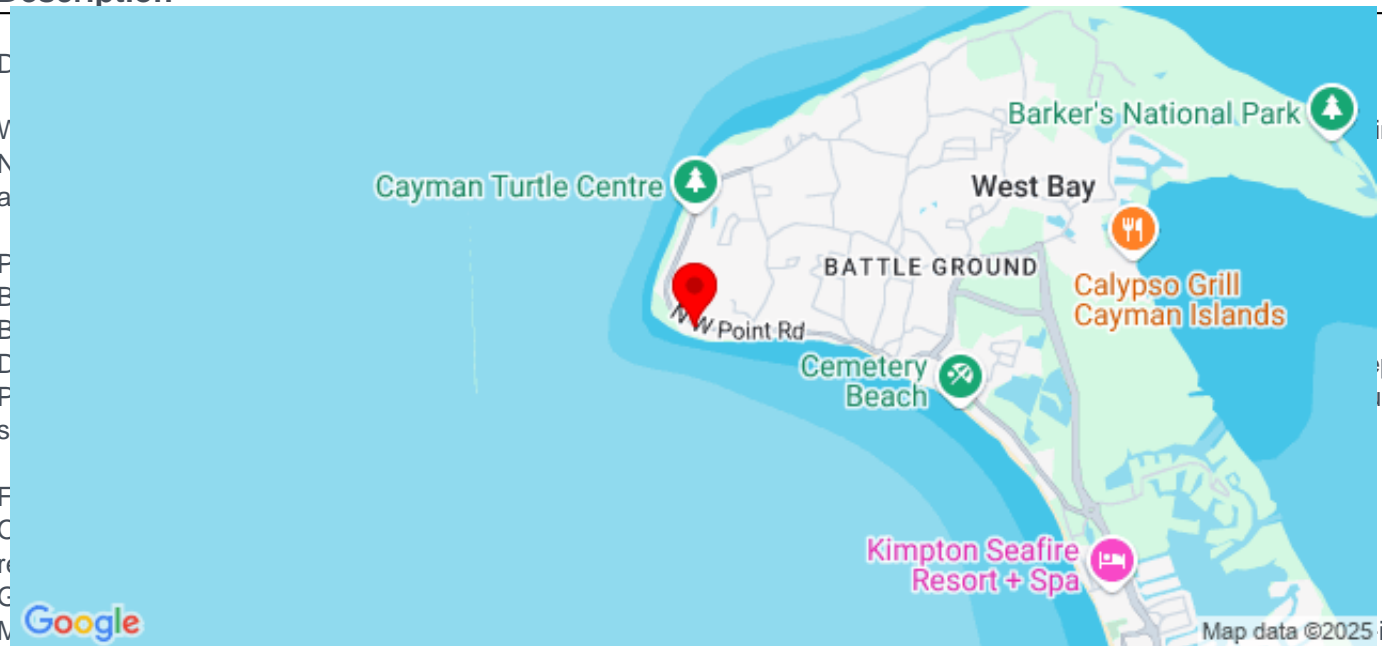 Description
Barker's National Park
Cayman Turtle Centre
West Bay
BATTLE GROUND
Calypso Grill
Cayman Islands
N W Point Rd
Cemetery
Beach
Kimpton Seafire
Resort + Spa
Google
Map data ©2025